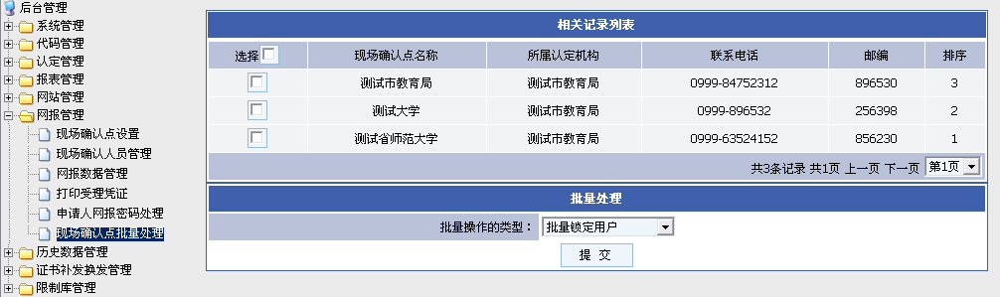 后台管理
系统管理
代码管理
认定管理
报表管理
网站管理
网报管理
现场确认点设置
现场确认人员管理
网报数据管理
打印受理凭证
申请人网报密码处理
现场确认点批量处理
历史数据管理
证书补发换发管理
限制库管理
相关记录列表
选择 现场确认点名称 所属认定机构 联系电话 邮编 排序
测试市教育局 测试市教育局 0999-84752312 896530 3
测试大学 测试市教育局 0999-896532 256398 2
测试省师范大学 测试市教育局 0999-63524152 856230 1
共3条记录 共1页 上一页 下一页 第1页
批量处理
批量操作的类型： 批量锁定用户
提 交